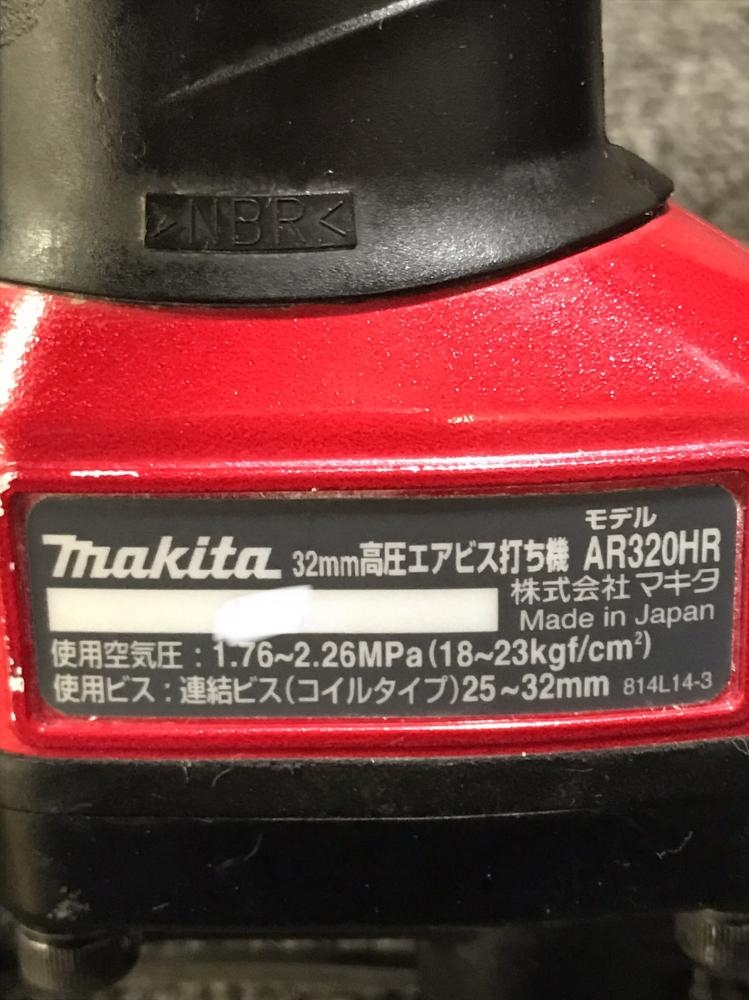 >NBR<
モデル
makita 32mm高圧エアビス打ち機 AR320HR
株式会社マキタ
Made in Japan
使用空気圧：1.76~2.26MPa(18~23kgf/cm²)
使用ビス：連結ビス(コイルタイプ)25~32mm 814L14-3